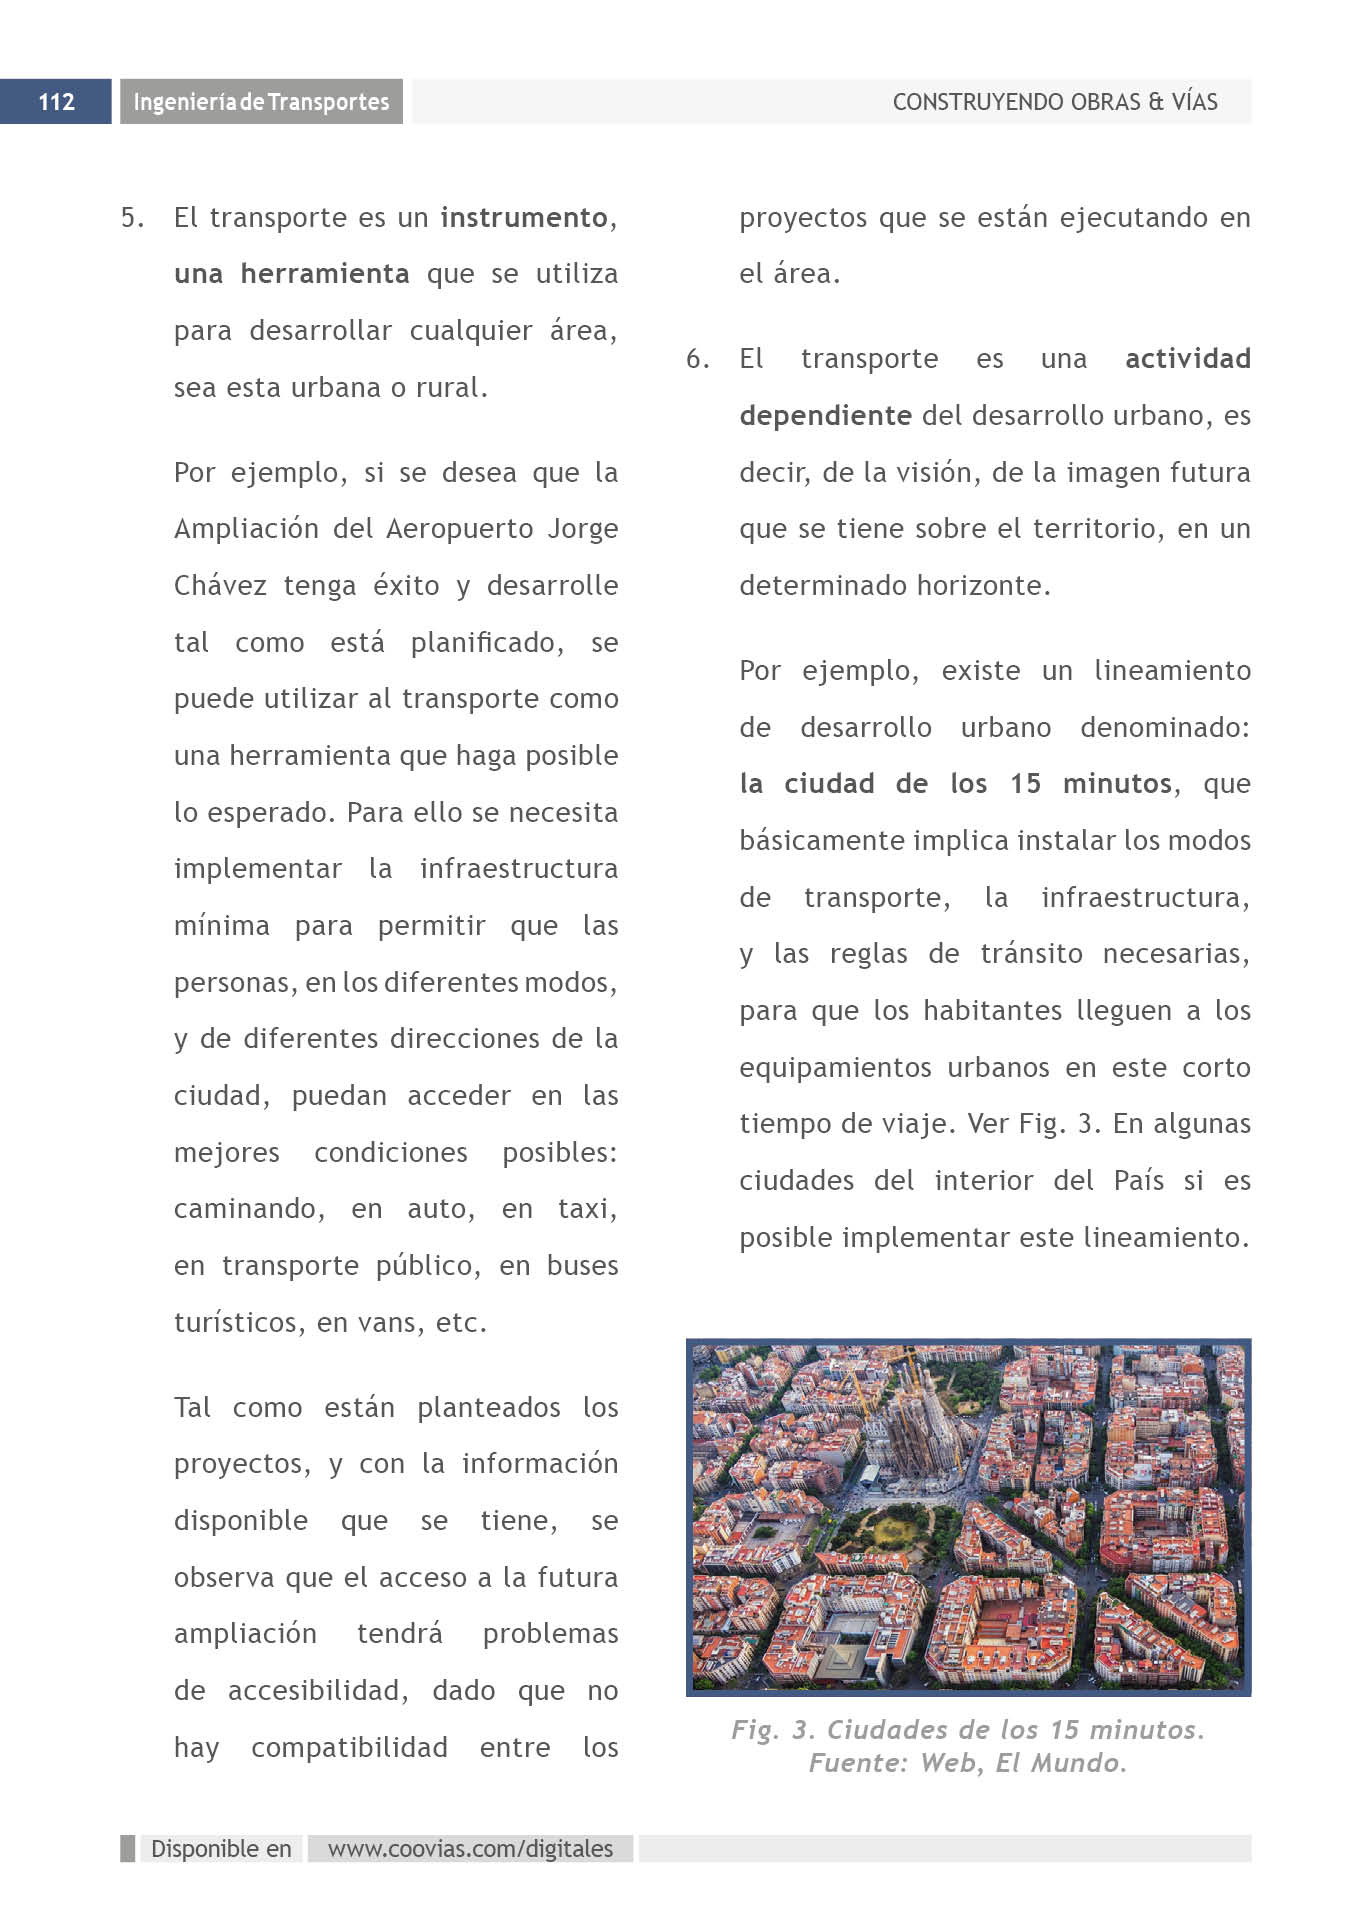 112
Ingeniería de Transportes
CONSTRUYENDO OBRAS & VÍAS
5. El transporte es un instrumento,
una herramienta que se utiliza
para desarrollar cualquier área,
sea esta urbana o rural.
Por ejemplo, si se desea que la
Ampliación del Aeropuerto Jorge
Chávez tenga éxito y desarrolle
tal como está planificado, se
puede utilizar al transporte como
una herramienta que haga posible
lo esperado. Para ello se necesita
implementar la infraestructura
mínima para permitir que las
personas, en los diferentes modos,
y de diferentes direcciones de la
ciudad, puedan acceder en las
mejores condiciones posibles:
caminando, en auto, en taxi,
en transporte público, en buses
turísticos, en vans, etc.
Tal como están planteados los
proyectos, y con la información
disponible que se tiene, se
observa que el acceso a la futura
ampliación tendrá problemas
de accesibilidad, dado que no
hay compatibilidad entre los
proyectos que se están ejecutando en
el área.
6. El transporte es una actividad
dependiente del desarrollo urbano, es
decir, de la visión, de la imagen futura
que se tiene sobre el territorio, en un
determinado horizonte.
Por ejemplo, existe un lineamiento
de desarrollo urbano denominado:
la ciudad de los 15 minutos, que
básicamente implica instalar los modos
de transporte, la infraestructura,
y las reglas de tránsito necesarias,
para que los habitantes lleguen a los
equipamientos urbanos en este corto
tiempo de viaje. Ver Fig. 3. En algunas
ciudades del interior del País si es
posible implementar este lineamiento.
Fig. 3. Ciudades de los 15 minutos.
Fuente: Web, El Mundo.
Disponible en
www.coovias.com/digitales